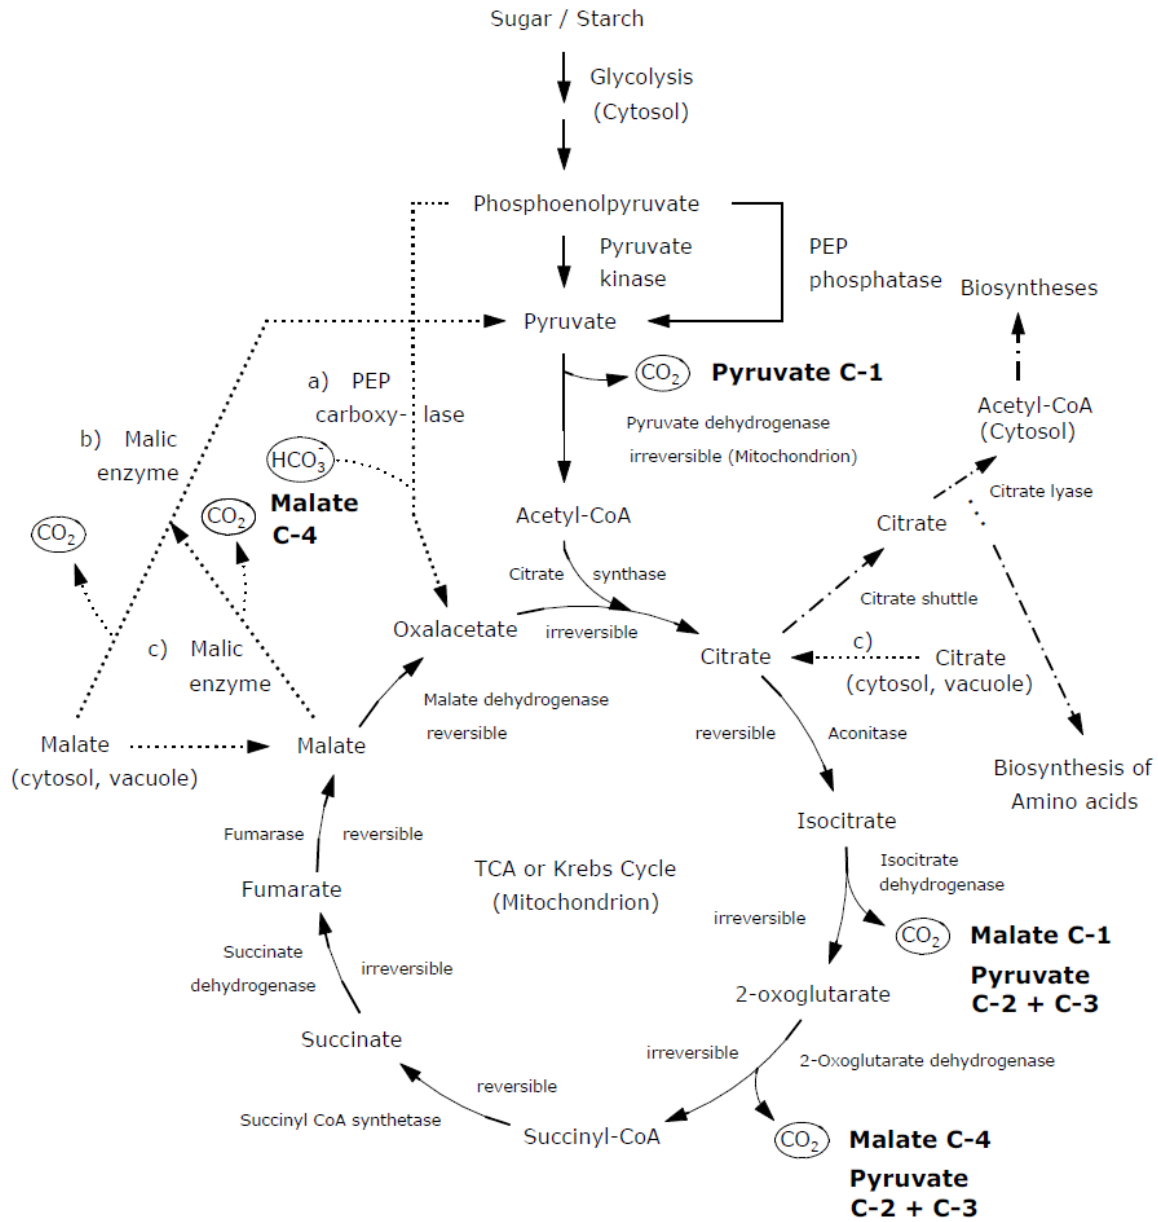 Sugar / Starch
Glycolysis
(Cytosol)
Phosphoenolpyruvate
Pyruvate
kinase
PEP
phosphatase
Biosyntheses
Pyruvate
CO2
Pyruvate C-1
a) PEP
carboxy- lase
Acetyl-CoA
(Cytosol)
Pyruvate dehydrogenase
irreversible (Mitochondrion)
b) Malic
enzyme
HCO3-
Malate
C-4
CO2
CO2
Citrate lyase
Acetyl-CoA
Citrate
Citrate synthase
Citrate shuttle
Oxalacetate
irreversible
Citrate
c)
Citrate
(cytosol, vacuole)
c) Malic
enzyme
Malate dehydrogenase
reversible
reversible
Aconitase
Malate
(cytosol, vacuole)
Malate
Biosynthesis of
Amino acids
Isocitrate
Fumarase
reversible
TCA or Krebs Cycle
(Mitochondrion)
Isocitrate
dehydrogenase
Fumarate
irreversible
CO2
Malate C-1
Pyruvate
C-2 + C-3
Succinate
dehydrogenase
irreversible
2-oxoglutarate
Succinate
irreversible
2-Oxoglutarate dehydrogenase
reversible
Succinyl CoA synthetase
Succinyl-CoA
CO2
Malate C-4
Pyruvate
C-2 + C-3